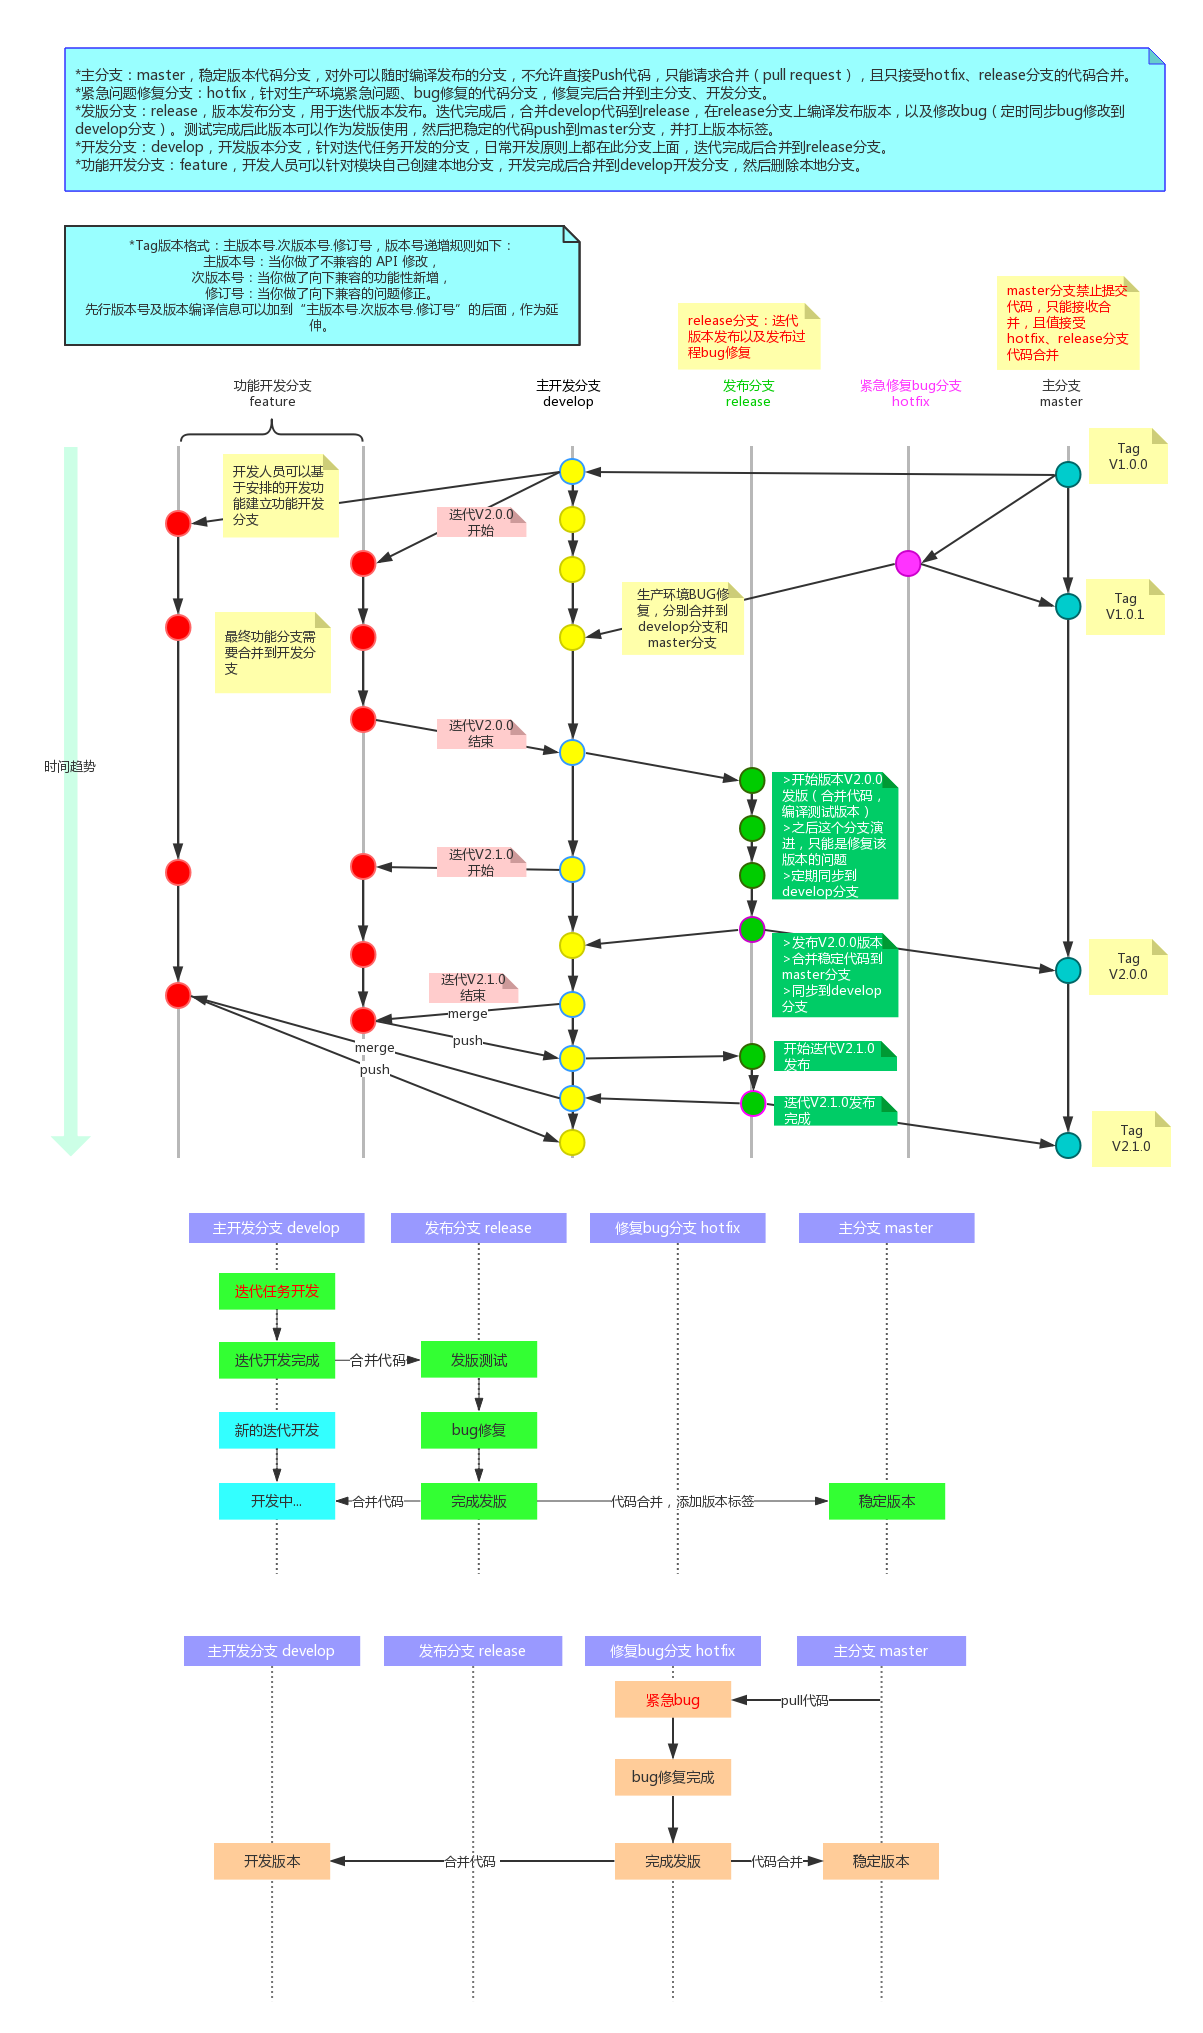 *主分支：master，稳定版本代码分支，对外可以随时编译发布的分支，不允许直接Push代码，只能请求合并（pull request），且只接受hotfix、release分支的代码合并。
*紧急问题修复分支：hotfix，针对生产环境紧急问题、bug修复的代码分支，修复完后合并到主分支、开发分支。
*发版分支：release，版本发布分支，用于迭代版本发布。迭代完成后，合并develop代码到release，在release分支上编译发布版本，以及修改bug（定时同步bug修改到
develop分支）。测试完成后此版本可以作为发版使用，然后把稳定的代码push到master分支，并打上版本标签。
*开发分支：develop，开发版本分支，针对迭代任务开发的分支，日常开发原则上都在此分支上面，迭代完成后合并到release分支。
*功能开发分支：feature，开发人员可以针对模块自己创建本地分支，开发完成后合并到develop开发分支，然后删除本地分支。
*Tag版本格式：主版本号.次版本号.修订号，版本号递增规则如下：
主版本号：当你做了不兼容的 API 修改，
次版本号：当你做了向下兼容的功能性新增，
修订号：当你做了向下兼容的问题修正。
先行版本号及版本编译信息可以加到“主版本号.次版本号.修订号”的后面，作为延
伸。
release分支：迭代
版本发布以及发布过
程bug修复
master分支禁止提交
代码，只能接收合
并，且值接受
hotfix、release分支
代码合并
功能开发分支
feature
主开发分支
develop
发布分支
release
紧急修复bug分支
hotfix
主分支
master
Tag
V1.0.0
开发人员可以基
于安排的开发功
能建立功能开发
分支
迭代V2.0.0
开始
生产环境BUG修
复，分别合并到
develop分支和
master分支
Tag
V1.0.1
最终功能分支需
要合并到开发分
支
迭代V2.0.0
结束
时间趋势
>开始版本V2.0.0
发版（合并代码，
编译测试版本）
>之后这个分支演
进，只能是修复该
版本的问题
>定期同步到
develop分支
迭代V2.1.0
开始
>发布V2.0.0版本
>合并稳定代码到
master分支
>同步到develop
分支
Tag
V2.0.0
迭代V2.1.0
结束
merge
push
merge
push
开始迭代V2.1.0
发布
迭代V2.1.0发布
完成
Tag
V2.1.0
主开发分支 develop
发布分支 release
修复bug分支 hotfix
主分支 master
迭代任务开发
迭代开发完成
合并代码
发版测试
新的迭代开发
bug修复
开发中...
合并代码
完成发版
代码合并，添加版本标签
稳定版本
主开发分支 develop
发布分支 release
修复bug分支 hotfix
主分支 master
紧急bug
pull代码
bug修复完成
开发版本
合并代码
完成发版
代码合并
稳定版本